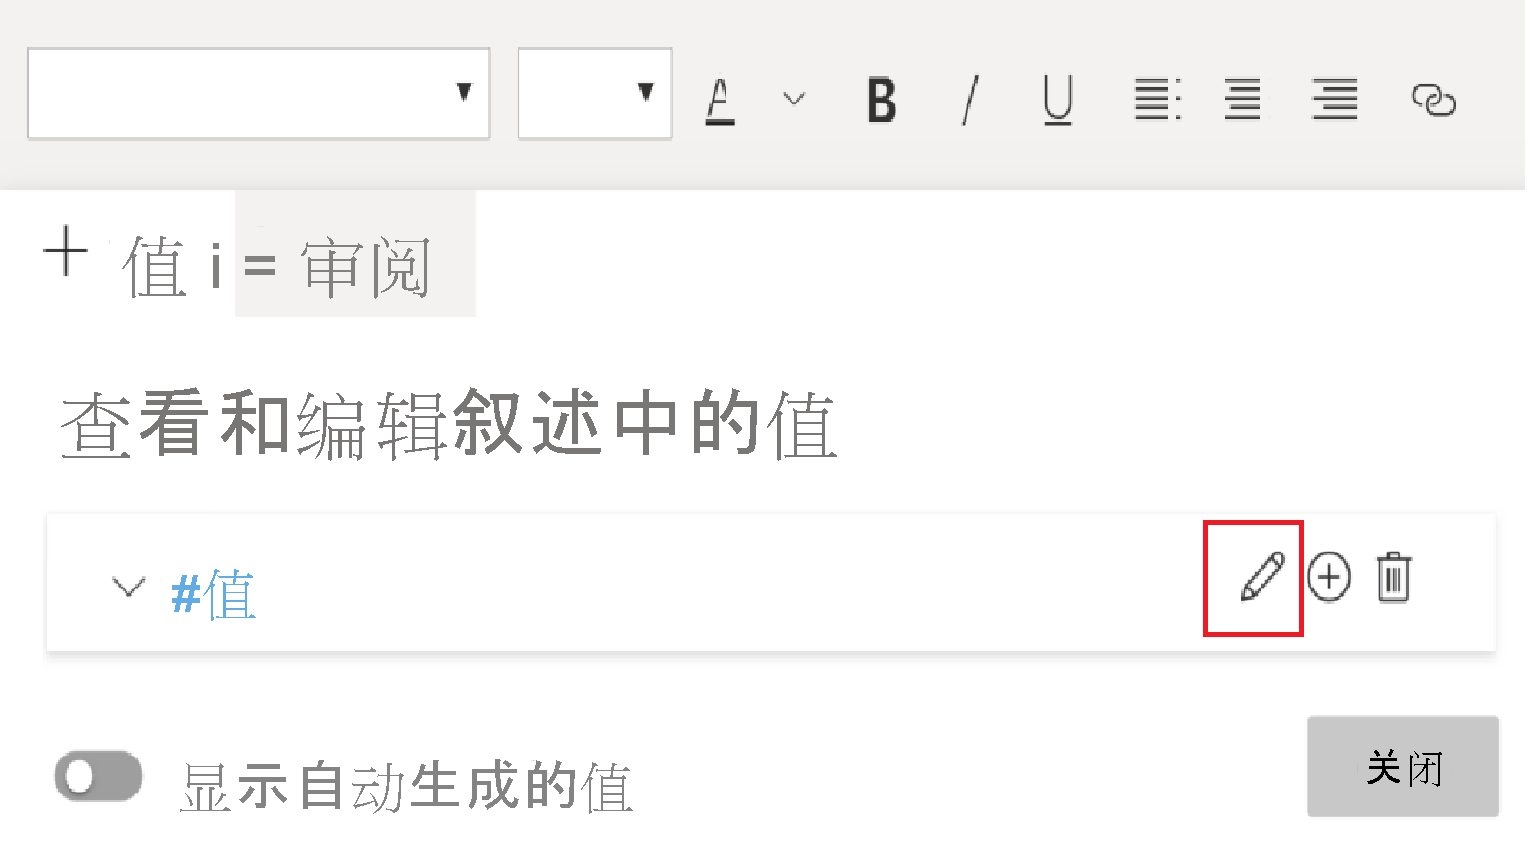 B / U
+ 值 i = 审阅
查看和编辑叙述中的值
#值
显示自动生成的值
关闭